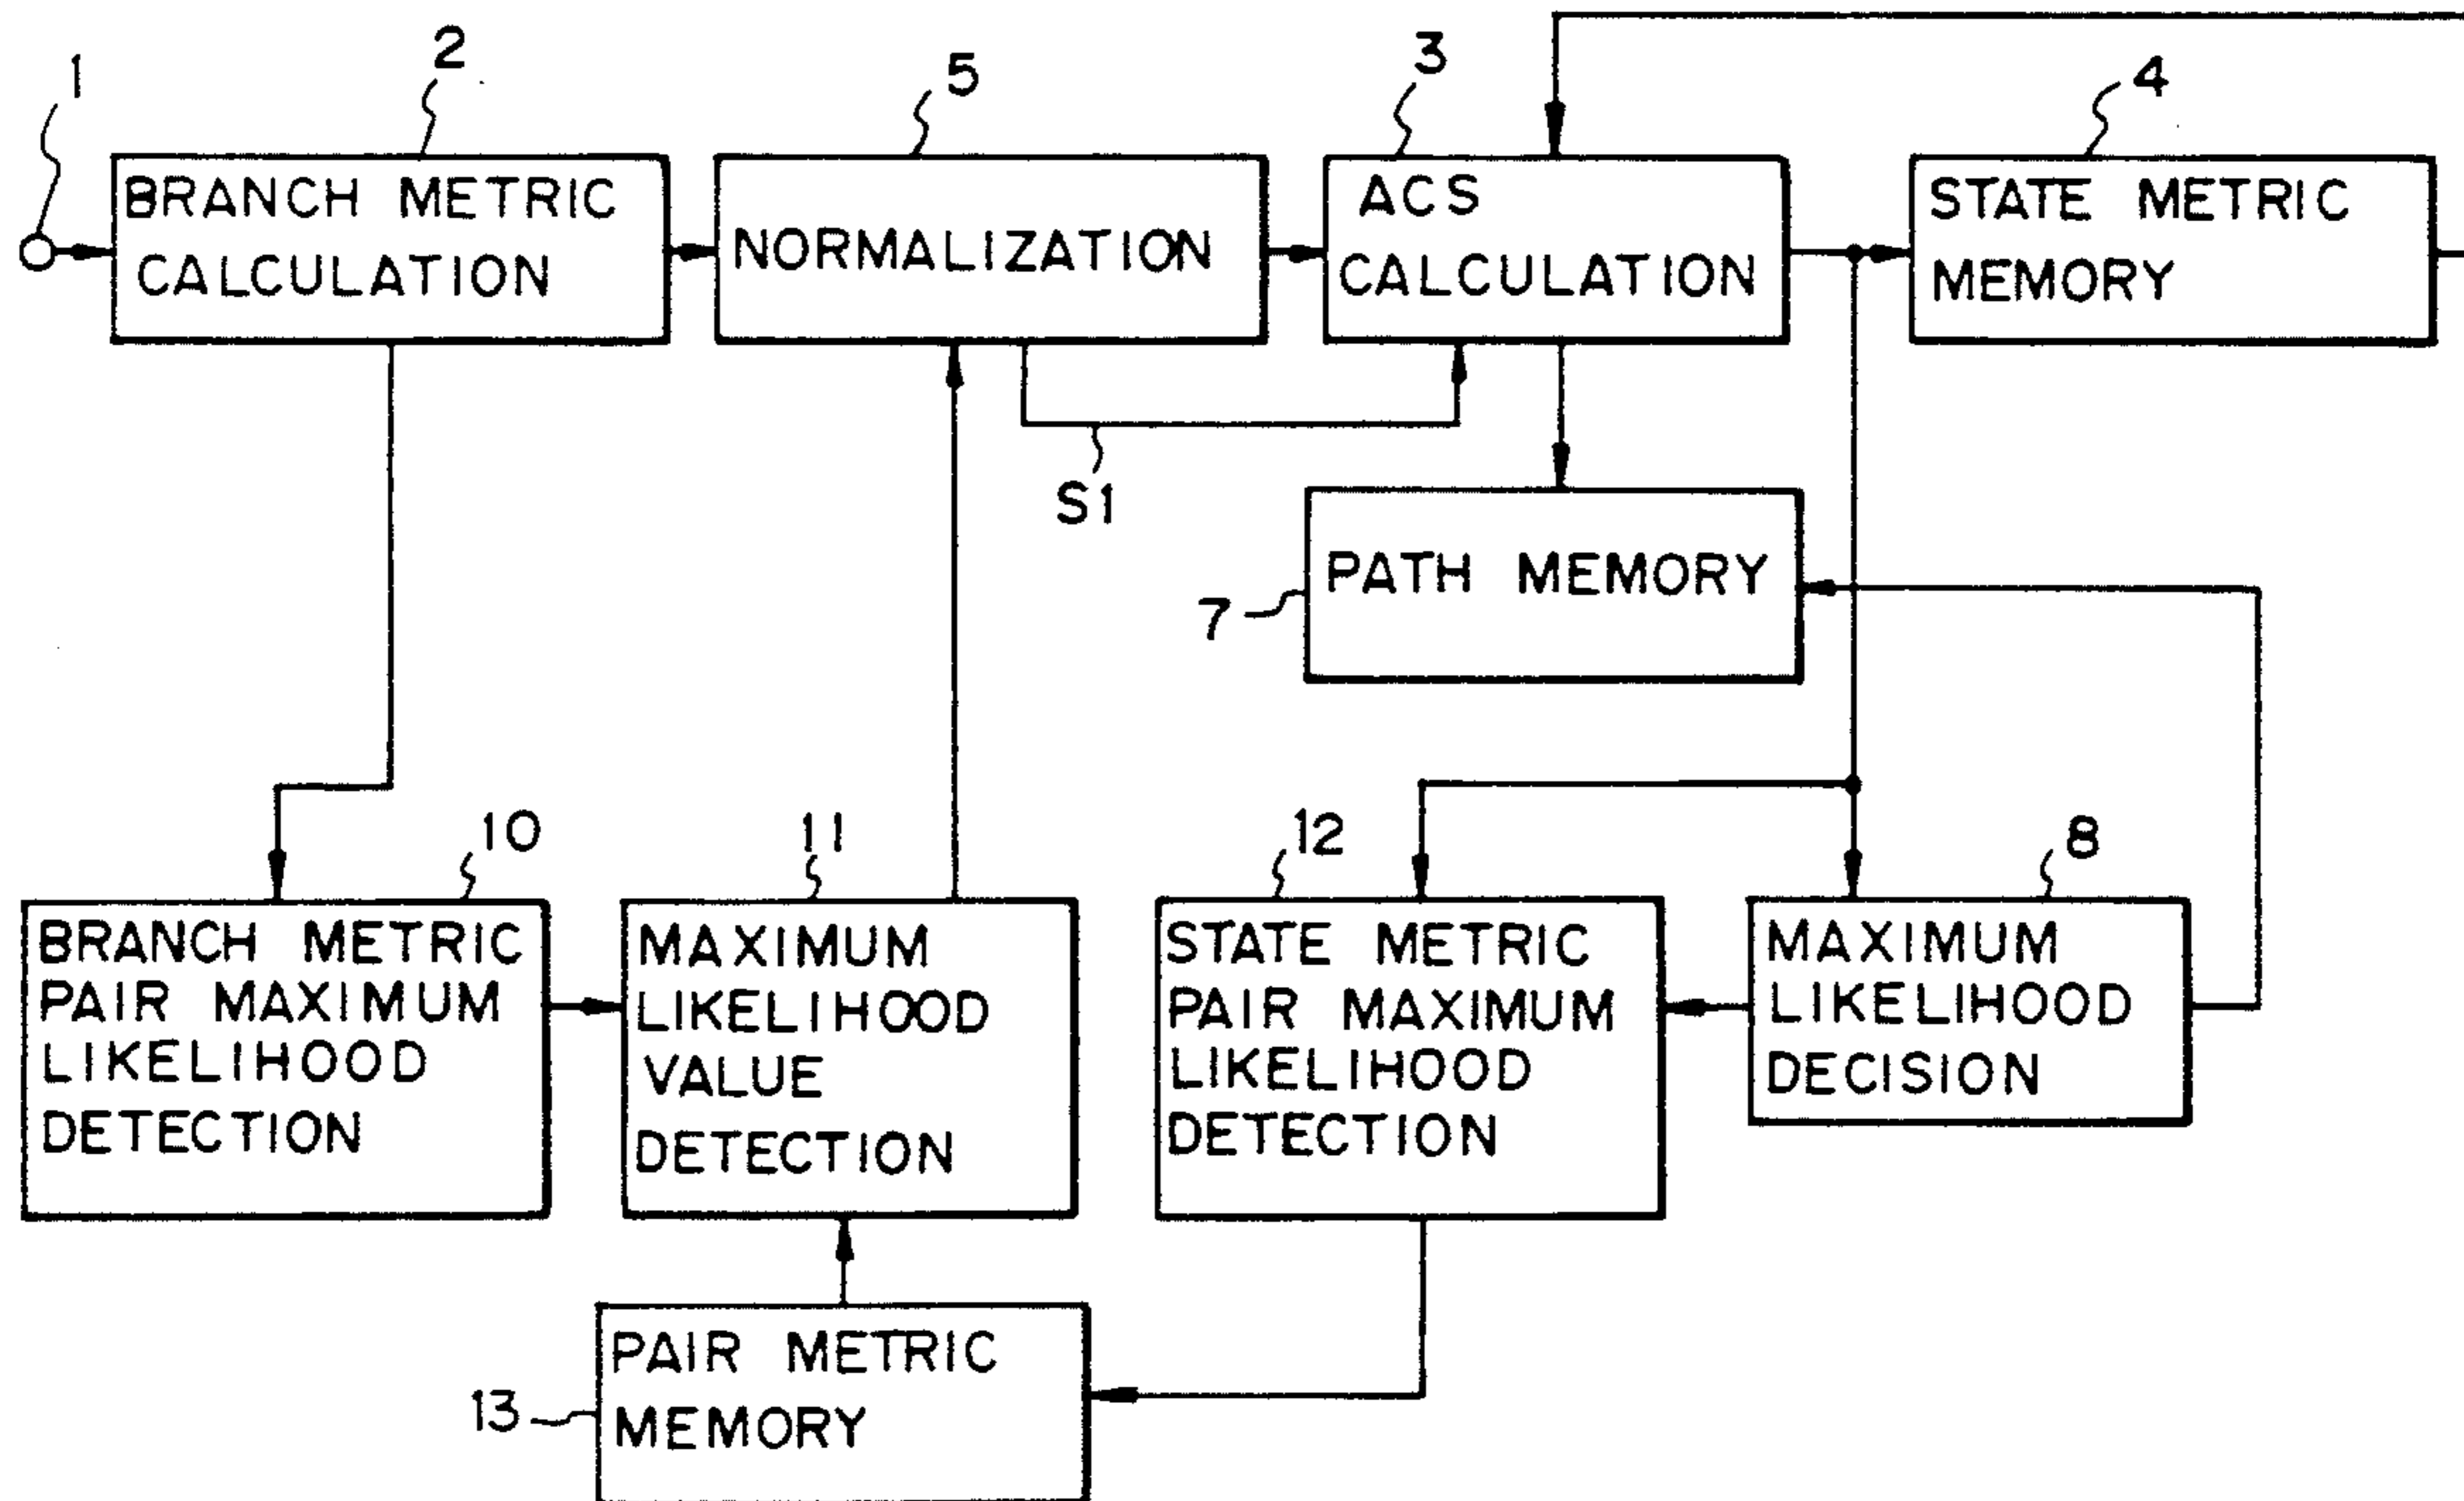 1
2
5
3
4
BRANCH METRIC
CALCULATION
NORMALIZATION
ACS
CALCULATION
STATE METRIC
MEMORY
S1
PATH MEMORY
7
10
11
12
8
BRANCH METRIC
PAIR MAXIMUM
LIKELIHOOD
DETECTION
MAXIMUM
LIKELIHOOD
VALUE
DETECTION
STATE METRIC
PAIR MAXIMUM
LIKELIHOOD
DETECTION
MAXIMUM
LIKELIHOOD
DECISION
PAIR METRIC
MEMORY
13